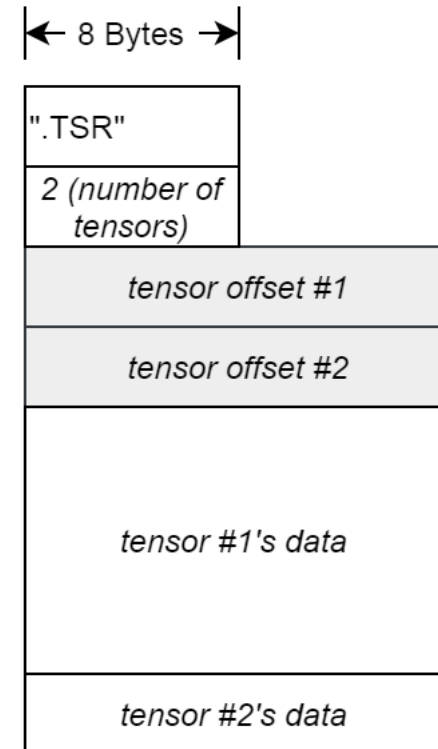 8 Bytes
".TSR"
2 (number of
tensors)
tensor offset #1
tensor offset #2
tensor #1's data
tensor #2's data